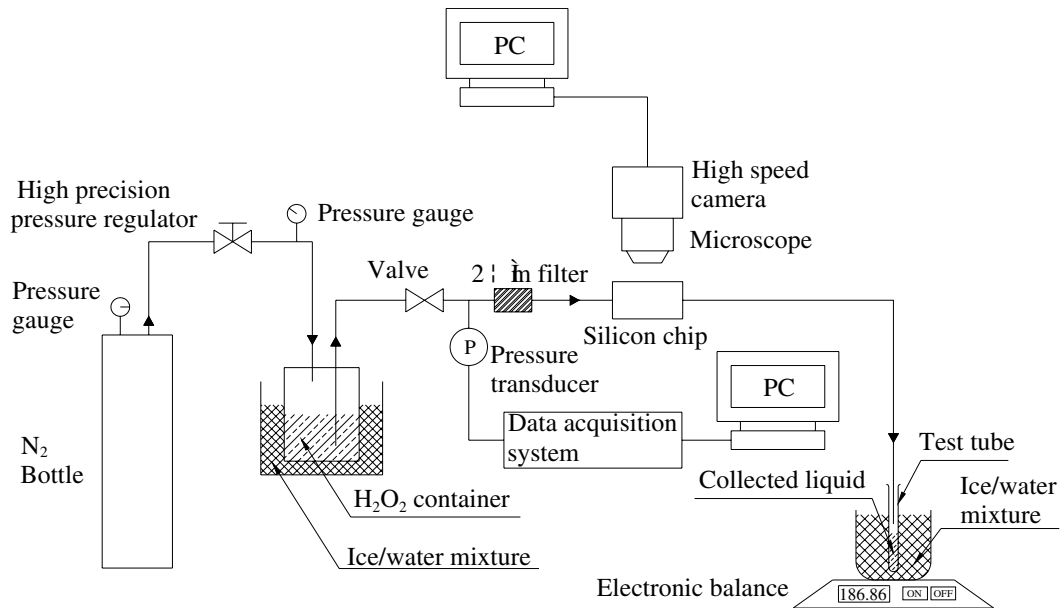 PC
High speed
camera
Microscope
High precision
pressure regulator
Pressure gauge
Valve
2 ¦ Ìm filter
Pressure
gauge
Silicon chip
P
Pressure
transducer
PC
Data acquisition
system
N₂
Bottle
H₂O₂ container
Ice/water mixture
Test tube
Collected liquid
Ice/water
mixture
Electronic balance
186.86
ON
OFF